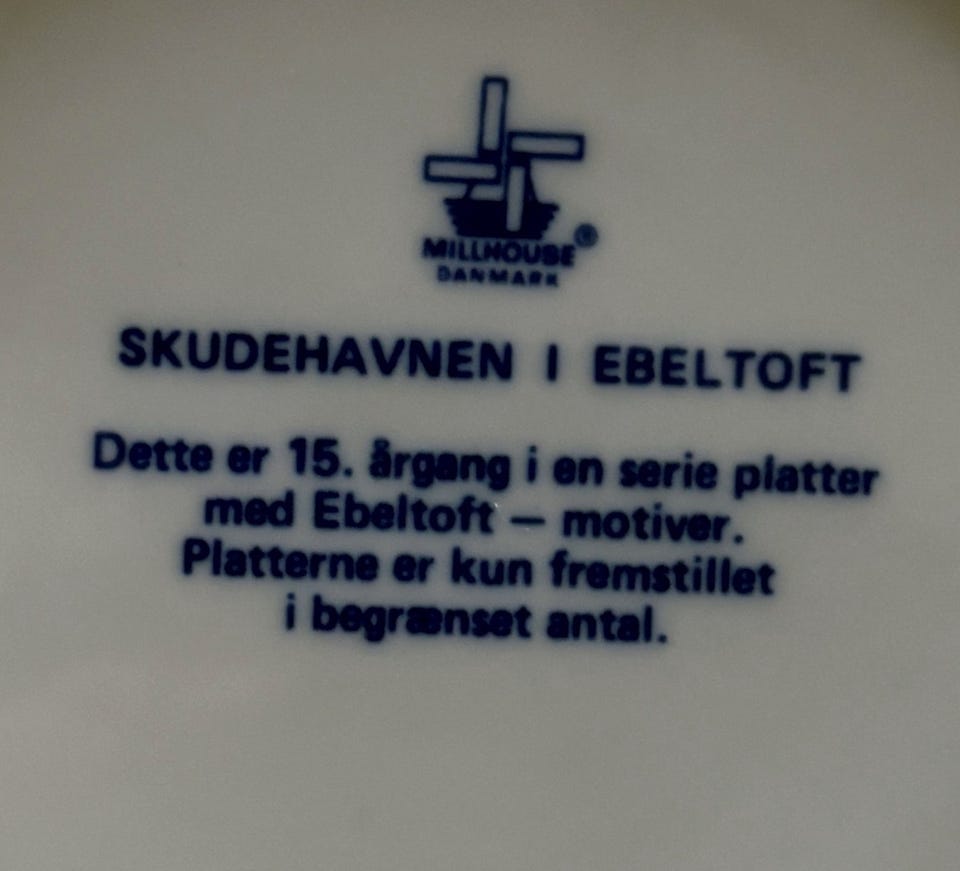 MILLHOUSE ®
DANMARK
SKUDEHAVNEN I EBELTOFT
Dette er 15. årgang i en serie platter
med Ebeltoft – motiver.
Platterne er kun fremstillet
i begrænset antal.